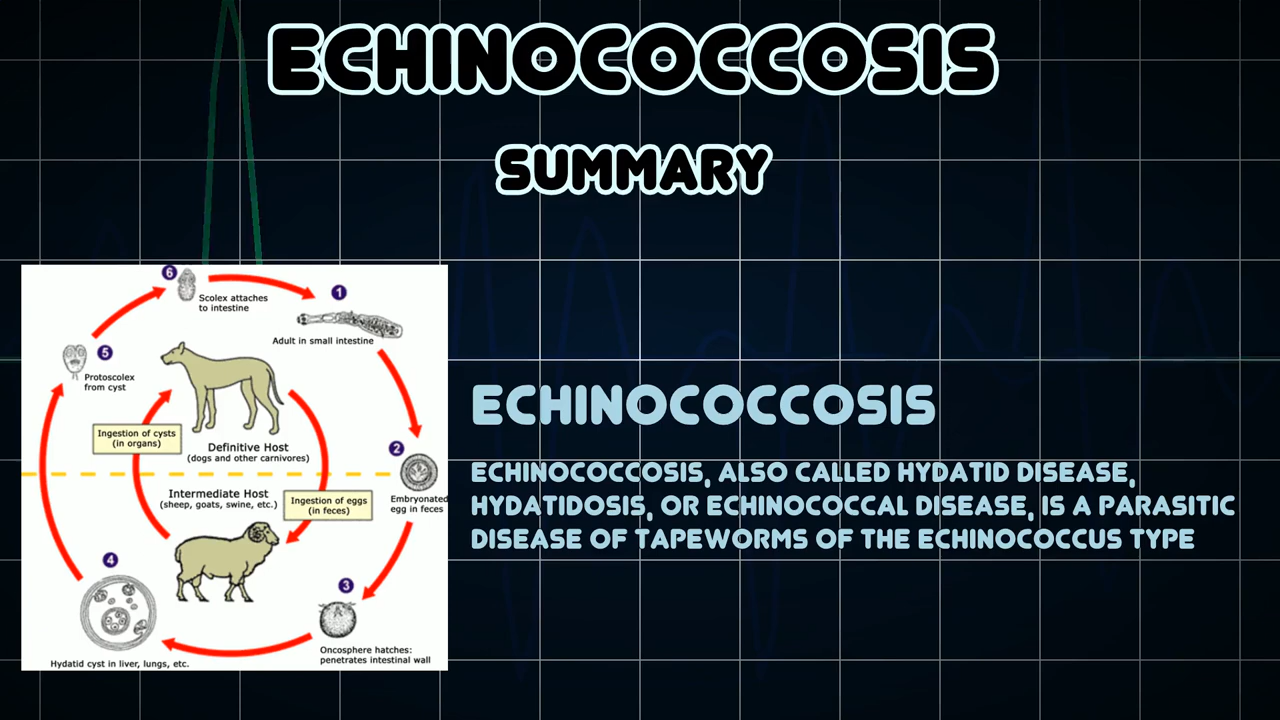 ECHINOCOCCOSIS
SUMMARY
6
Scolex attaches
to intestine
1
Adult in small intestine
5
Protoscolex
from cyst
Ingestion of cysts
(in organs)
Definitive Host
(dogs and other carnivores)
2
Intermediate Host
(sheep, goats, swine, etc.)
Ingestion of eggs
(in feces)
Embryonated
egg in feces
4
3
Oncosphere hatches:
penetrates intestinal wall
Hydatid cyst in liver, lungs, etc.
ECHINOCOCCOSIS
ECHINOCOCCOSIS, ALSO CALLED HYDATID DISEASE,
HYDATIDOSIS, OR ECHINOCOCCAL DISEASE, IS A PARASITIC
DISEASE OF TAPEWORMS OF THE ECHINOCOCCUS TYPE